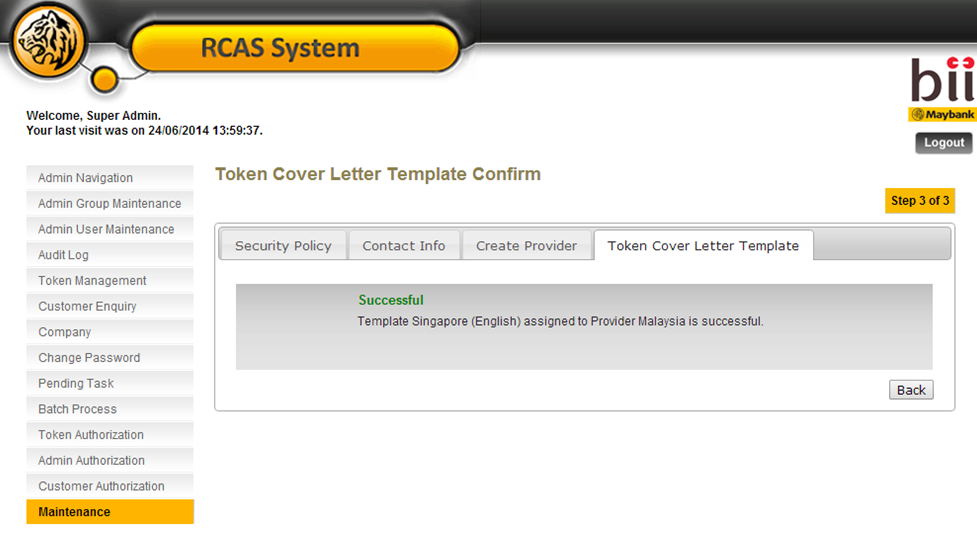 RCAS System
bii
Maybank
Welcome, Super Admin.
Your last visit was on 24/06/2014 13:59:37.
Logout
Admin Navigation
Admin Group Maintenance
Admin User Maintenance
Audit Log
Token Management
Customer Enquiry
Company
Change Password
Pending Task
Batch Process
Token Authorization
Admin Authorization
Customer Authorization
Maintenance
Token Cover Letter Template Confirm
Step 3 of 3
Security Policy
Contact Info
Create Provider
Token Cover Letter Template
Successful
Template Singapore (English) assigned to Provider Malaysia is successful.
Back